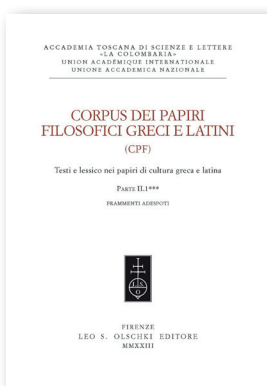 ACCADEMIA TOSCANA DI SCIENZE E LETTERE
«LA COLOMBARIA»
UNION ACADÉMIQUE INTERNATIONALE
UNIONE ACCADEMICA NAZIONALE
CORPUS DEI PAPIRI
FILOSOFICI GRECI E LATINI
(CPF)
Testi e lessico nei papiri di cultura greca e latina
PARTE II.1***
FRAMMENTI ADESPOTI
FIRENZE
LEO S. OLSCHKI EDITORE
MMXXIII